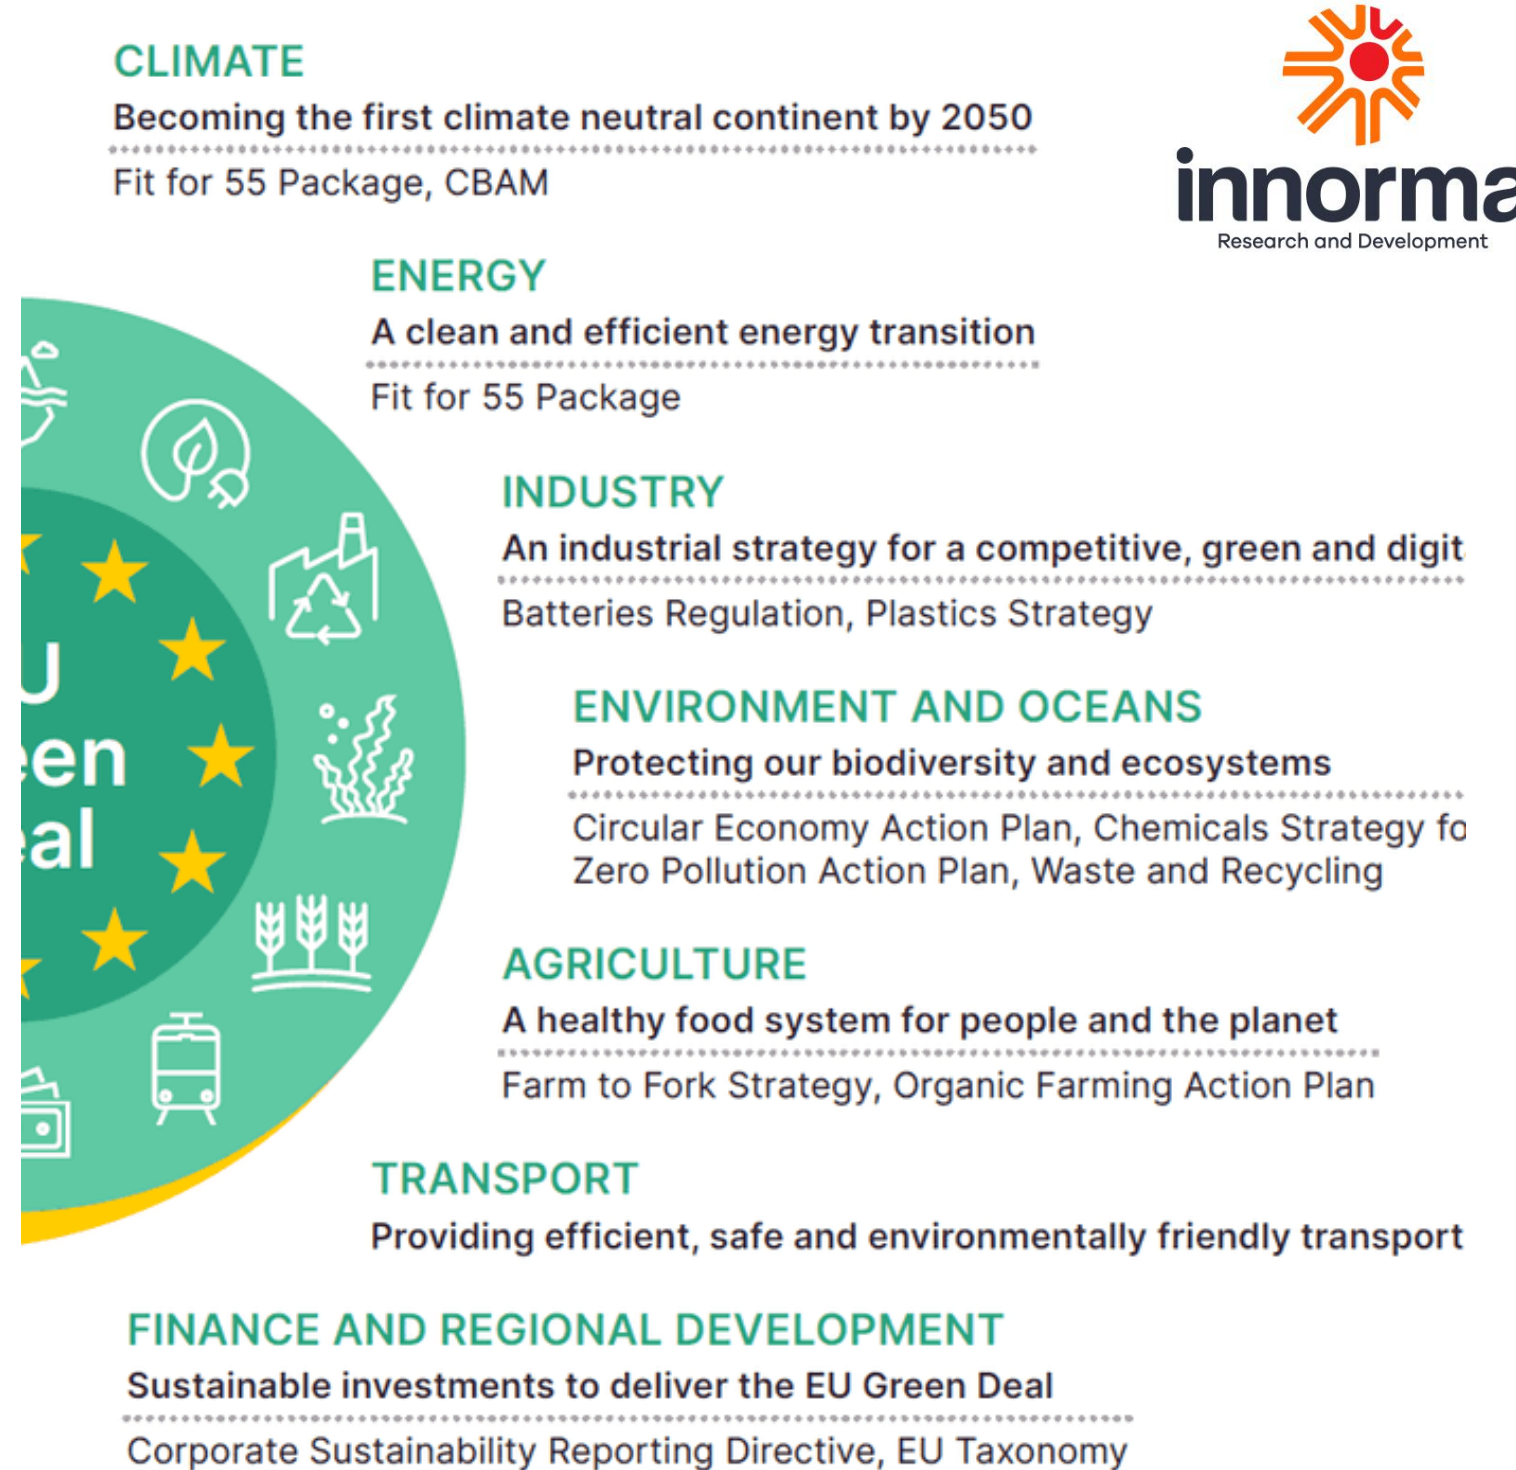 CLIMATE
Becoming the first climate neutral continent by 2050
Fit for 55 Package, CBAM
innorma
Research and Development
ENERGY
A clean and efficient energy transition
Fit for 55 Package
INDUSTRY
An industrial strategy for a competitive, green and digit
Batteries Regulation, Plastics Strategy
U
een
eal
ENVIRONMENT AND OCEANS
Protecting our biodiversity and ecosystems
Circular Economy Action Plan, Chemicals Strategy fo
Zero Pollution Action Plan, Waste and Recycling
AGRICULTURE
A healthy food system for people and the planet
Farm to Fork Strategy, Organic Farming Action Plan
TRANSPORT
Providing efficient, safe and environmentally friendly transport
FINANCE AND REGIONAL DEVELOPMENT
Sustainable investments to deliver the EU Green Deal
Corporate Sustainability Reporting Directive, EU Taxonomy